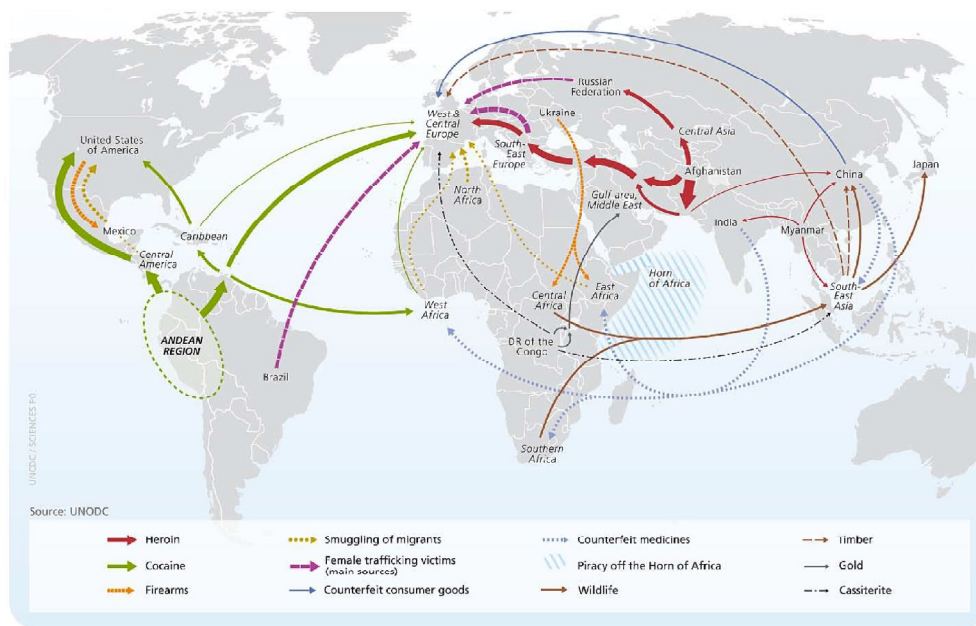 Russian
Federation
West &
Central
Europe
Ukraine
Central Asia
United States
of America
South-
East
Europe
Afghanistan
China
Japan
North
Africa
Gulf area,
Middle East
India
Myanmar
Mexico
Caribbean
Central
America
Horn
of Africa
East
Africa
Central
Africa
West
Africa
South-
East
Asia
ANDEAN
REGION
DR of the
Congo
Brazil
Southern
Africa
UNODC / SCIENCES PO
Source: UNODC
Heroin
Smuggling of migrants
Counterfeit medicines
Timber
Cocaine
Female trafficking victims
(main sources)
Piracy off the Horn of Africa
Gold
Firearms
Counterfeit consumer goods
Wildlife
Cassiterite